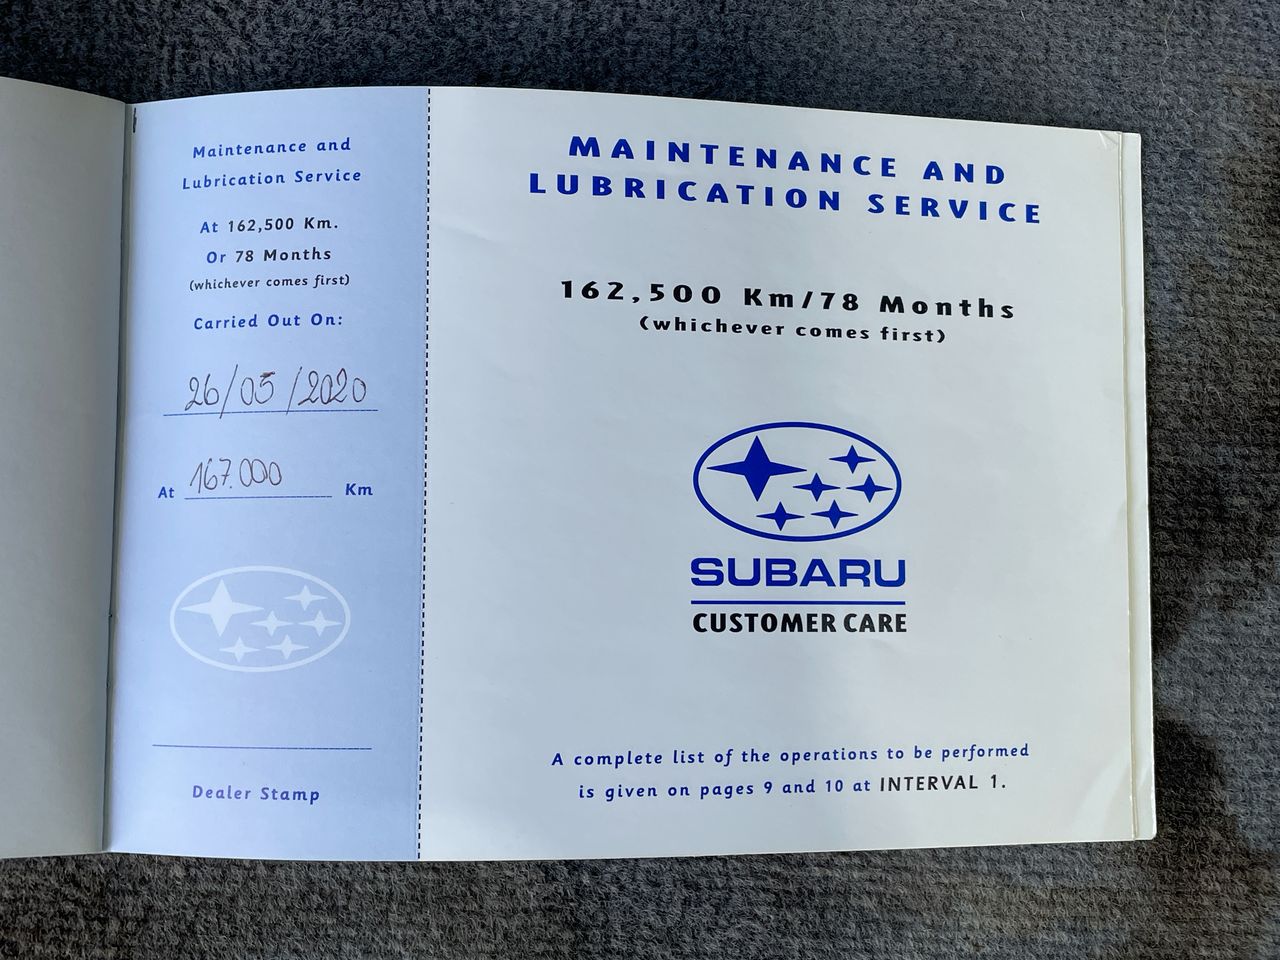 Maintenance and
Lubrication Service
At 162,500 Km.
Or 78 Months
(whichever comes first)
Carried Out On:
26/05/2020
At 167.000 Km
Dealer Stamp
MAINTENANCE AND
LUBRICATION SERVICE
162,500 Km/78 Months
(whichever comes first)
SUBARU
CUSTOMER CARE
A complete list of the operations to be performed
is given on pages 9 and 10 at INTERVAL 1.